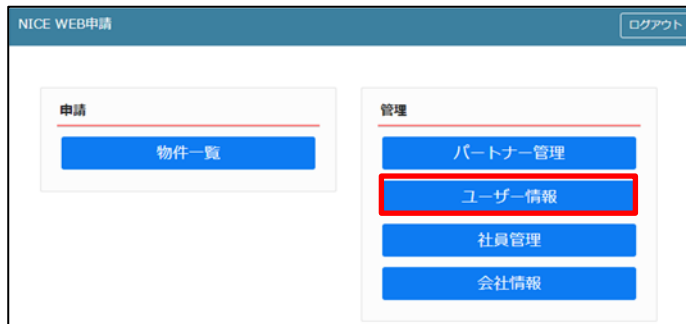 NICE WEB申請
ログアウト
申請
物件一覧
管理
パートナー管理
ユーザー情報
社員管理
会社情報